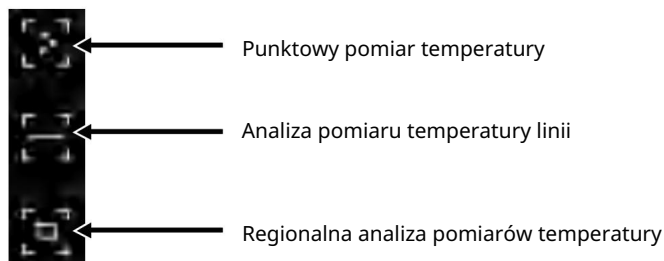 Punktowy pomiar temperatury
Analiza pomiaru temperatury linii
Regionalna analiza pomiarów temperatury